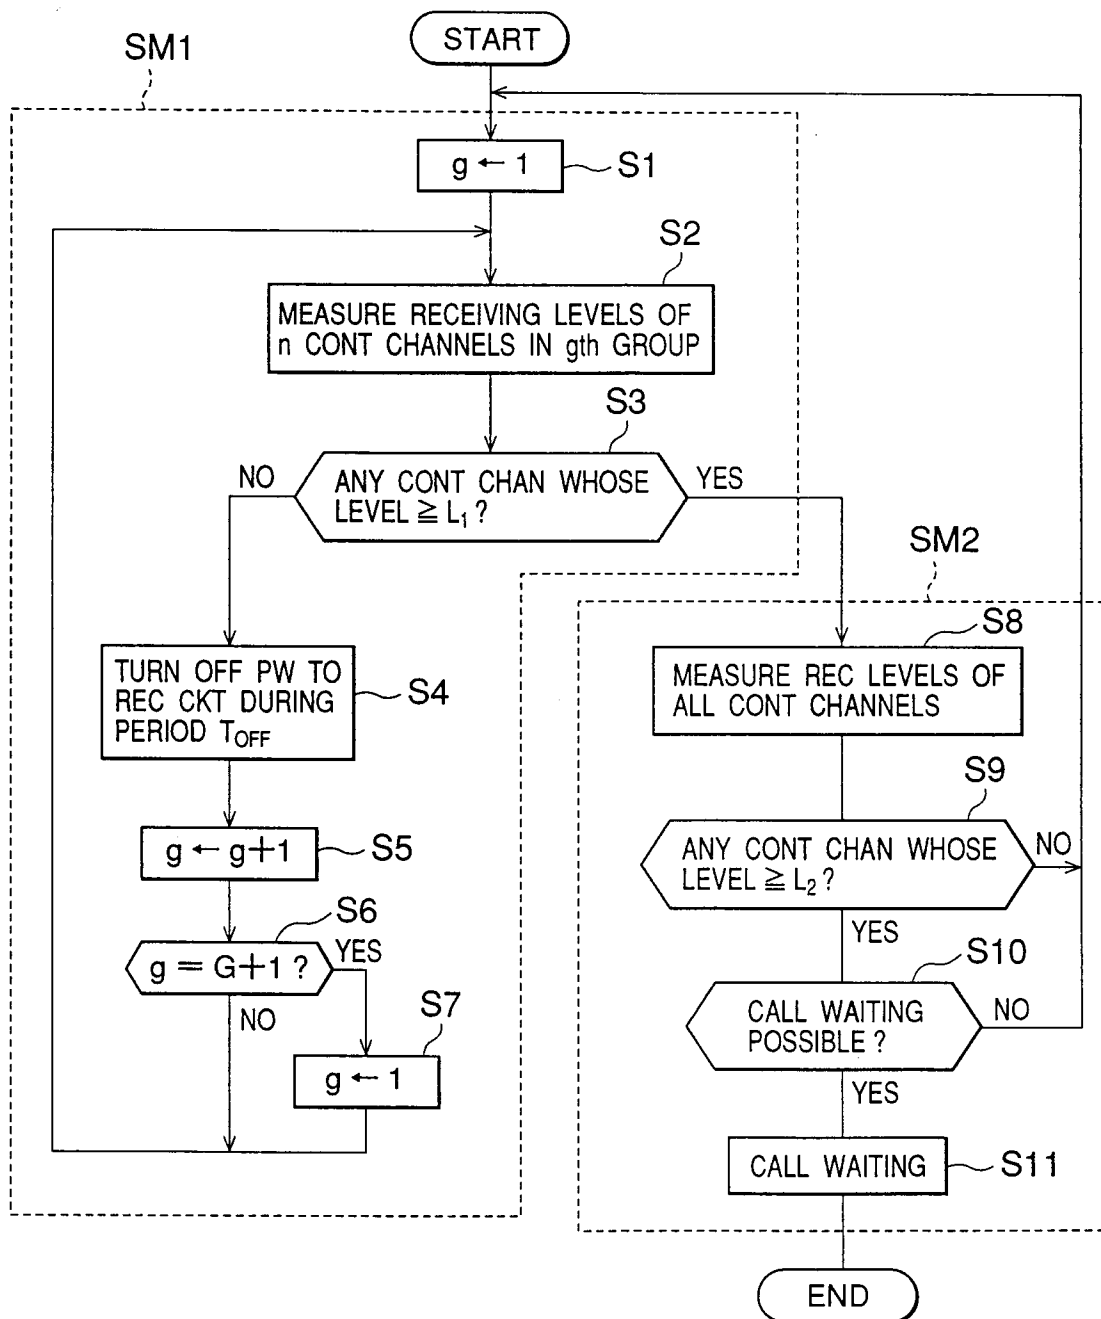 START
SM1
g ← 1
S1
S2
MEASURE RECEIVING LEVELS OF
n CONT CHANNELS IN gth GROUP
S3
NO
ANY CONT CHAN WHOSE
LEVEL ≧ L₁ ?
YES
SM2
S8
TURN OFF PW TO
REC CKT DURING
PERIOD T_OFF
S4
MEASURE REC LEVELS OF
ALL CONT CHANNELS
S9
g ← g+1
S5
ANY CONT CHAN WHOSE
LEVEL ≧ L₂ ?
NO
YES
S6
g = G+1 ?
YES
NO
S10
CALL WAITING
POSSIBLE ?
NO
YES
S7
g ← 1
CALL WAITING
S11
END